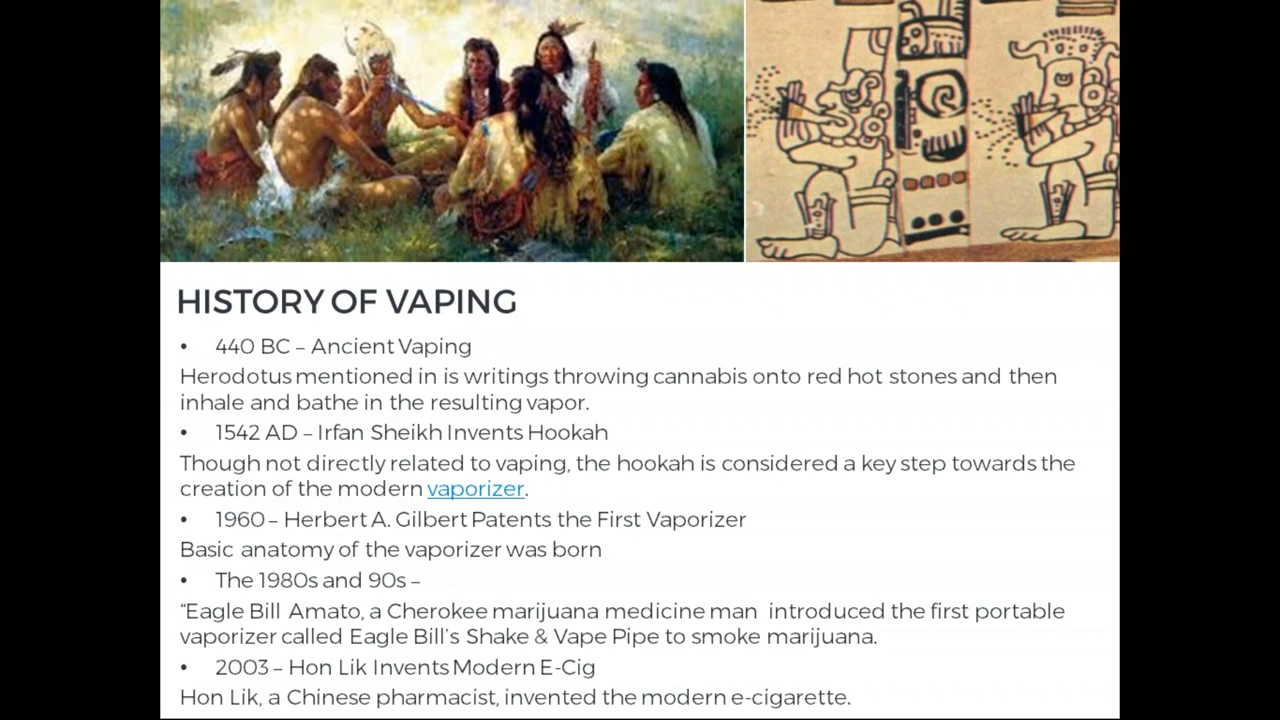 HISTORY OF VAPING
• 440 BC – Ancient Vaping
Herodotus mentioned in is writings throwing cannabis onto red hot stones and then
inhale and bathe in the resulting vapor.
• 1542 AD – Irfan Sheikh Invents Hookah
Though not directly related to vaping, the hookah is considered a key step towards the
creation of the modern vaporizer.
• 1960 – Herbert A. Gilbert Patents the First Vaporizer
Basic anatomy of the vaporizer was born
• The 1980s and 90s –
“Eagle Bill Amato, a Cherokee marijuana medicine man introduced the first portable
vaporizer called Eagle Bill’s Shake & Vape Pipe to smoke marijuana.
• 2003 – Hon Lik Invents Modern E-Cig
Hon Lik, a Chinese pharmacist, invented the modern e-cigarette.